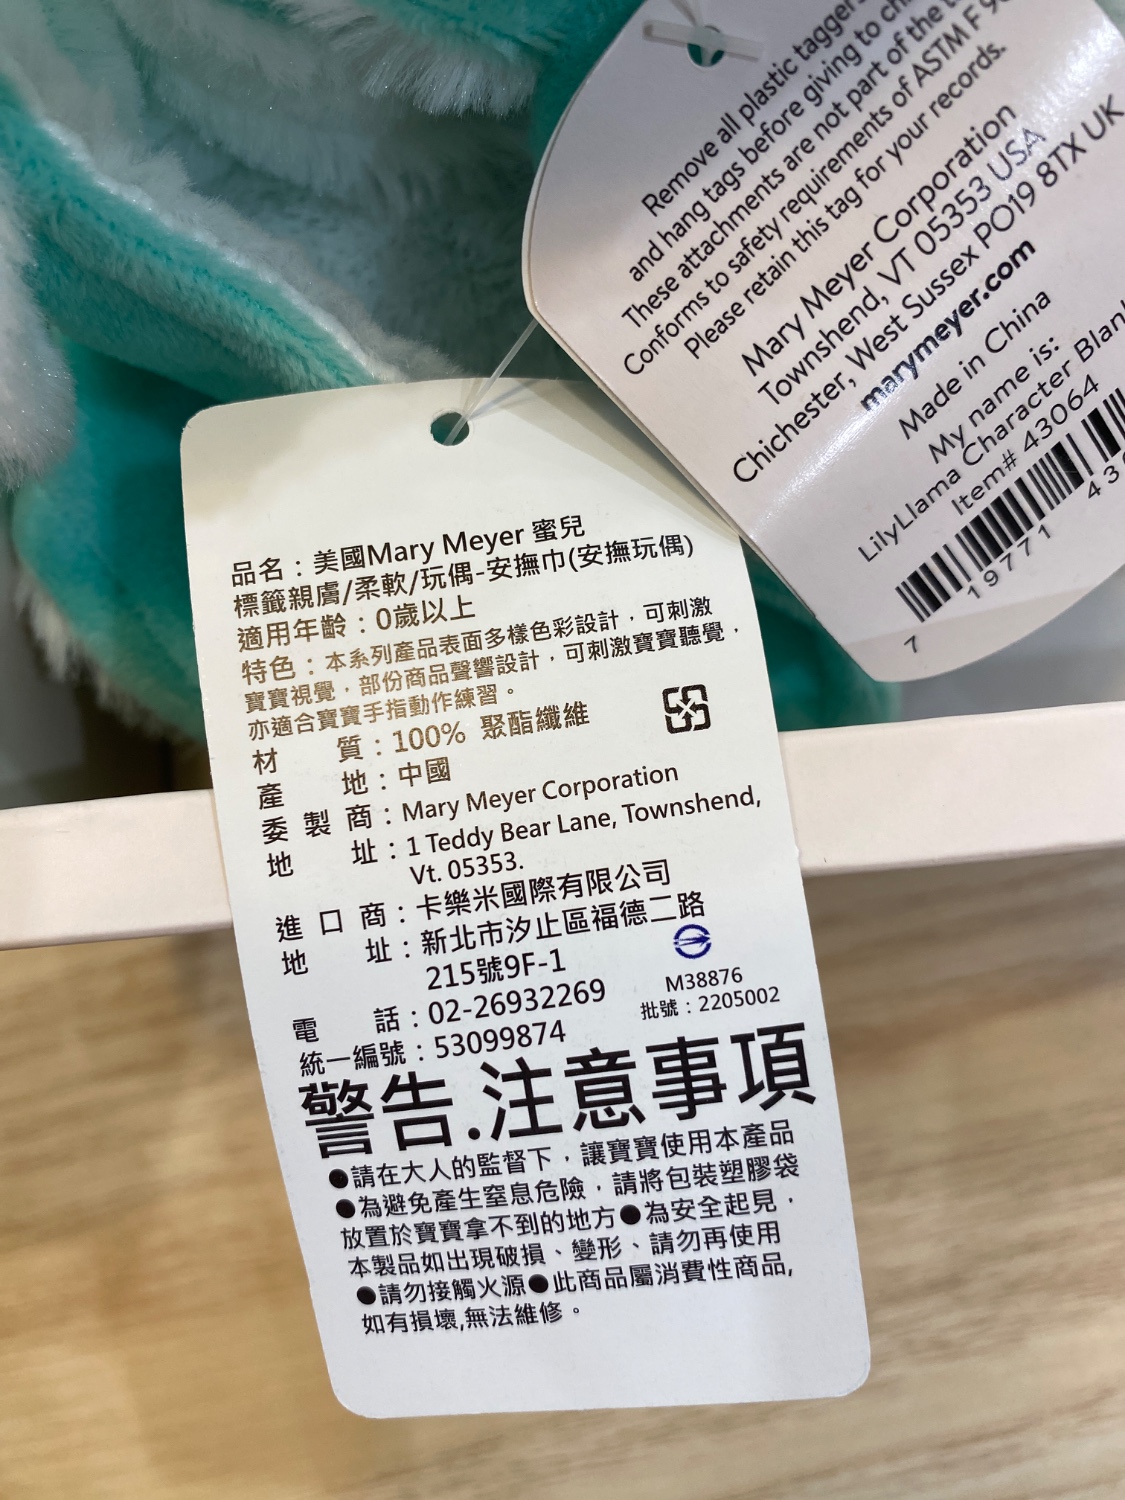 Remove all plastic tagger
and hang tags before giving to
These attachments are not part of the
Conforms to safety requirements of ASTM F
Please retain this tag for your records.
Mary Meyer Corporation
Townshend, VT 05353 USA
Chichester, West Sussex PO19 8TX UK
marymeyer.com
Made in China
My name is:
LilyLlama Character
Item# 43064
7 19771 43
品名：美國Mary Meyer 蜜兒
標籤親膚/柔軟/玩偶-安撫巾(安撫玩偶)
適用年齡：0歲以上
特色：本系列產品表面多樣色彩設計，可刺激
寶寶視覺，部份商品聲響設計，可刺激寶寶聽覺，
亦適合寶寶手指動作練習。
材質：100% 聚酯纖維
產地：中國
委製商：Mary Meyer Corporation
地址：1 Teddy Bear Lane, Townshend,
Vt. 05353.
進口商：卡樂米國際有限公司
地址：新北市汐止區福德二路
215號9F-1
電話：02-26932269
統一編號：53099874
M38876
批號：2205002
警告.注意事項
●請在大人的監督下，讓寶寶使用本產品
●為避免產生窒息危險，請將包裝塑膠袋
放置於寶寶拿不到的地方●為安全起見，
本製品如出現破損、變形、請勿再使用
●請勿接觸火源●此商品屬消費性商品,
如有損壞,無法維修。